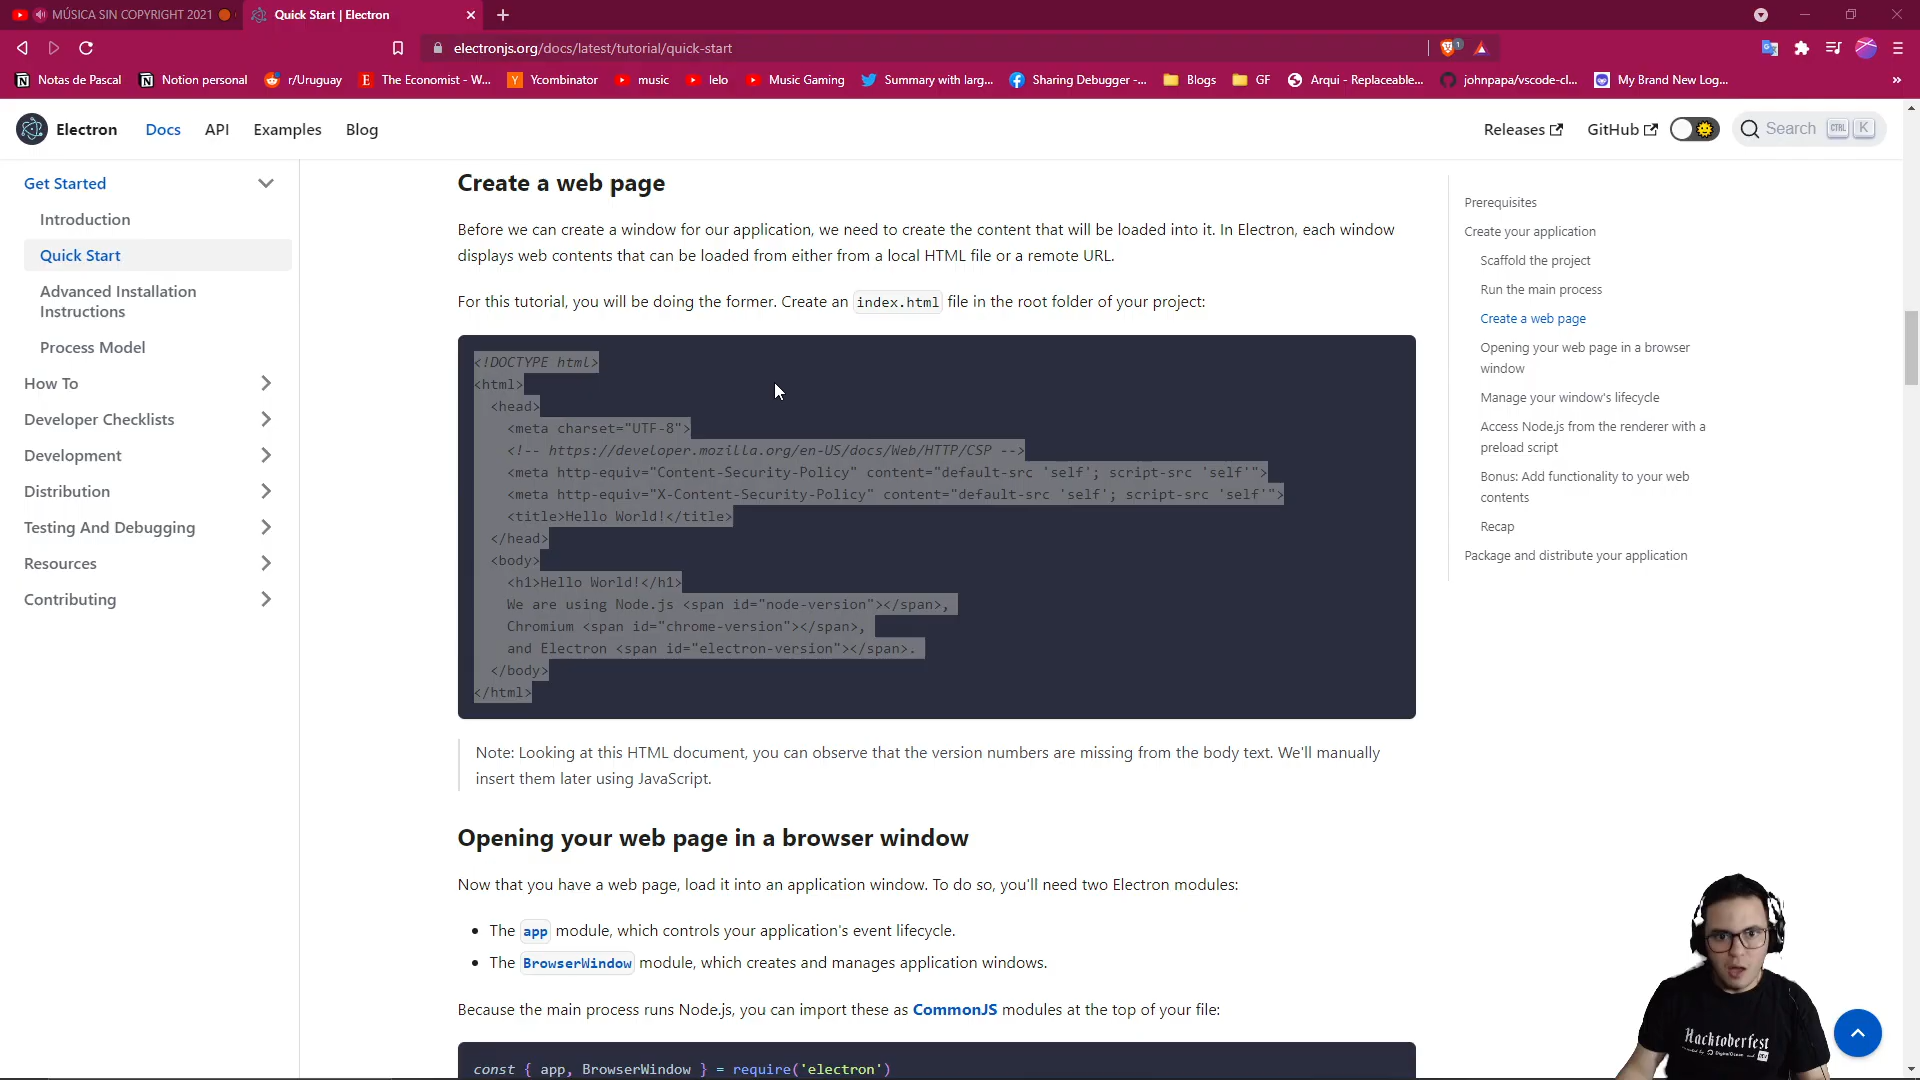 MÚSICA SIN COPYRIGHT 2021
Quick Start | Electron
electronjs.org/docs/latest/tutorial/quick-start
1
Notas de Pascal
Notion personal
r/Uruguay
The Economist - W...
Ycombinator
music
lelo
Music Gaming
Summary with larg...
Sharing Debugger -...
Blogs
GF
Arqui - Replaceable...
johnpapa/vscode-cl...
My Brand New Log...
»
Electron
Docs
API
Examples
Blog
Releases
GitHub
Search
CTRL
K
Get Started
Introduction
Quick Start
Advanced Installation
Instructions
Process Model
How To
Developer Checklists
Development
Distribution
Testing And Debugging
Resources
Contributing
Create a web page
Before we can create a window for our application, we need to create the content that will be loaded into it. In Electron, each window
displays web contents that can be loaded from either from a local HTML file or a remote URL.
For this tutorial, you will be doing the former. Create an index.html file in the root folder of your project:
<!DOCTYPE html>
<html>
<head>
<meta charset="UTF-8">
<!-- https://developer.mozilla.org/en-US/docs/Web/HTTP/CSP -->
<meta http-equiv="Content-Security-Policy" content="default-src 'self'; script-src 'self'">
<meta http-equiv="X-Content-Security-Policy" content="default-src 'self'; script-src 'self'">
<title>Hello World!</title>
</head>
<body>
<h1>Hello World!</h1>
We are using Node.js <span id="node-version"></span>,
Chromium <span id="chrome-version"></span>,
and Electron <span id="electron-version"></span>.
</body>
</html>
Note: Looking at this HTML document, you can observe that the version numbers are missing from the body text. We'll manually
insert them later using JavaScript.
Opening your web page in a browser window
Now that you have a web page, load it into an application window. To do so, you'll need two Electron modules:
The app module, which controls your application's event lifecycle.
The BrowserWindow module, which creates and manages application windows.
Because the main process runs Node.js, you can import these as CommonJS modules at the top of your file:
const { app, BrowserWindow } = require('electron')
Prerequisites
Create your application
Scaffold the project
Run the main process
Create a web page
Opening your web page in a browser
window
Manage your window's lifecycle
Access Node.js from the renderer with a
preload script
Bonus: Add functionality to your web
contents
Recap
Package and distribute your application
Hacktoberfest
DigitalOcean